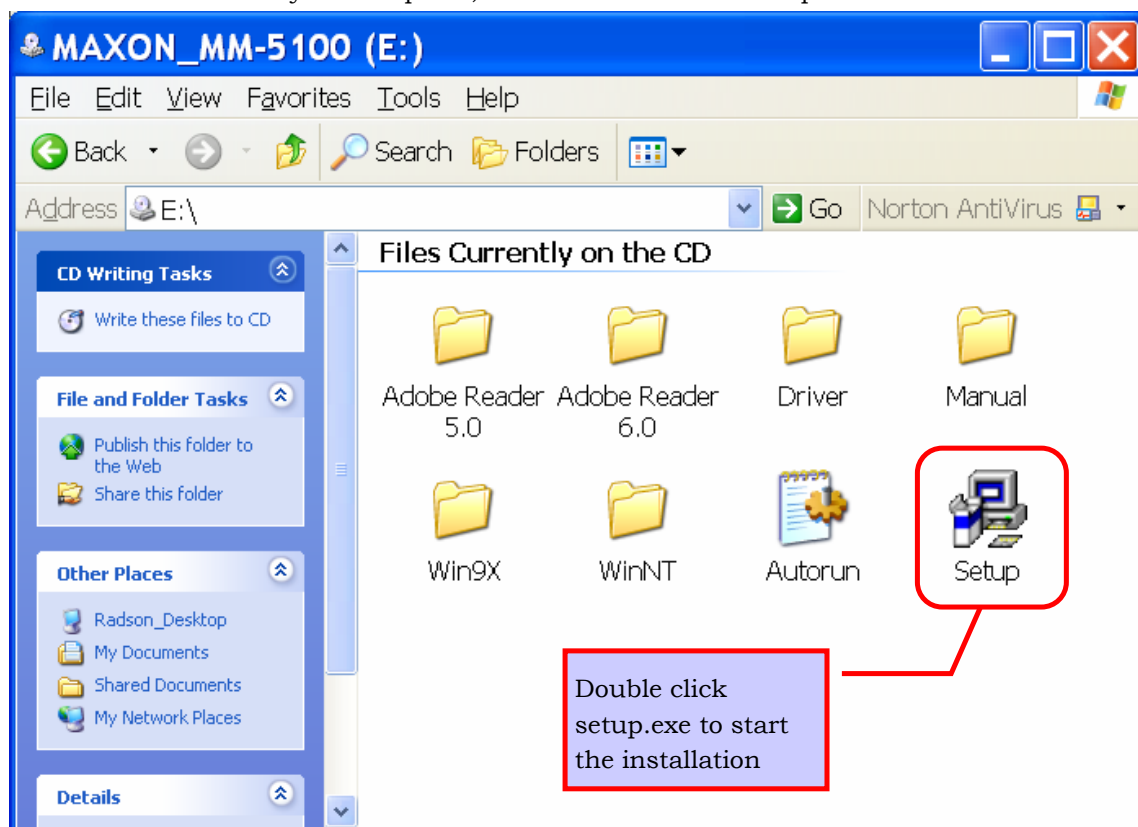 MAXON_MM-5100 (E:)
File Edit View Favorites Tools Help
Back Search Folders
Address E:\ Go Norton AntiVirus
CD Writing Tasks
Write these files to CD
File and Folder Tasks
Publish this folder to
the Web
Share this folder
Other Places
Radson_Desktop
My Documents
Shared Documents
My Network Places
Details
Files Currently on the CD
Adobe Reader Adobe Reader Driver Manual
5.0 6.0
Win9X WinNT Autorun Setup
Double click
setup.exe to start
the installation